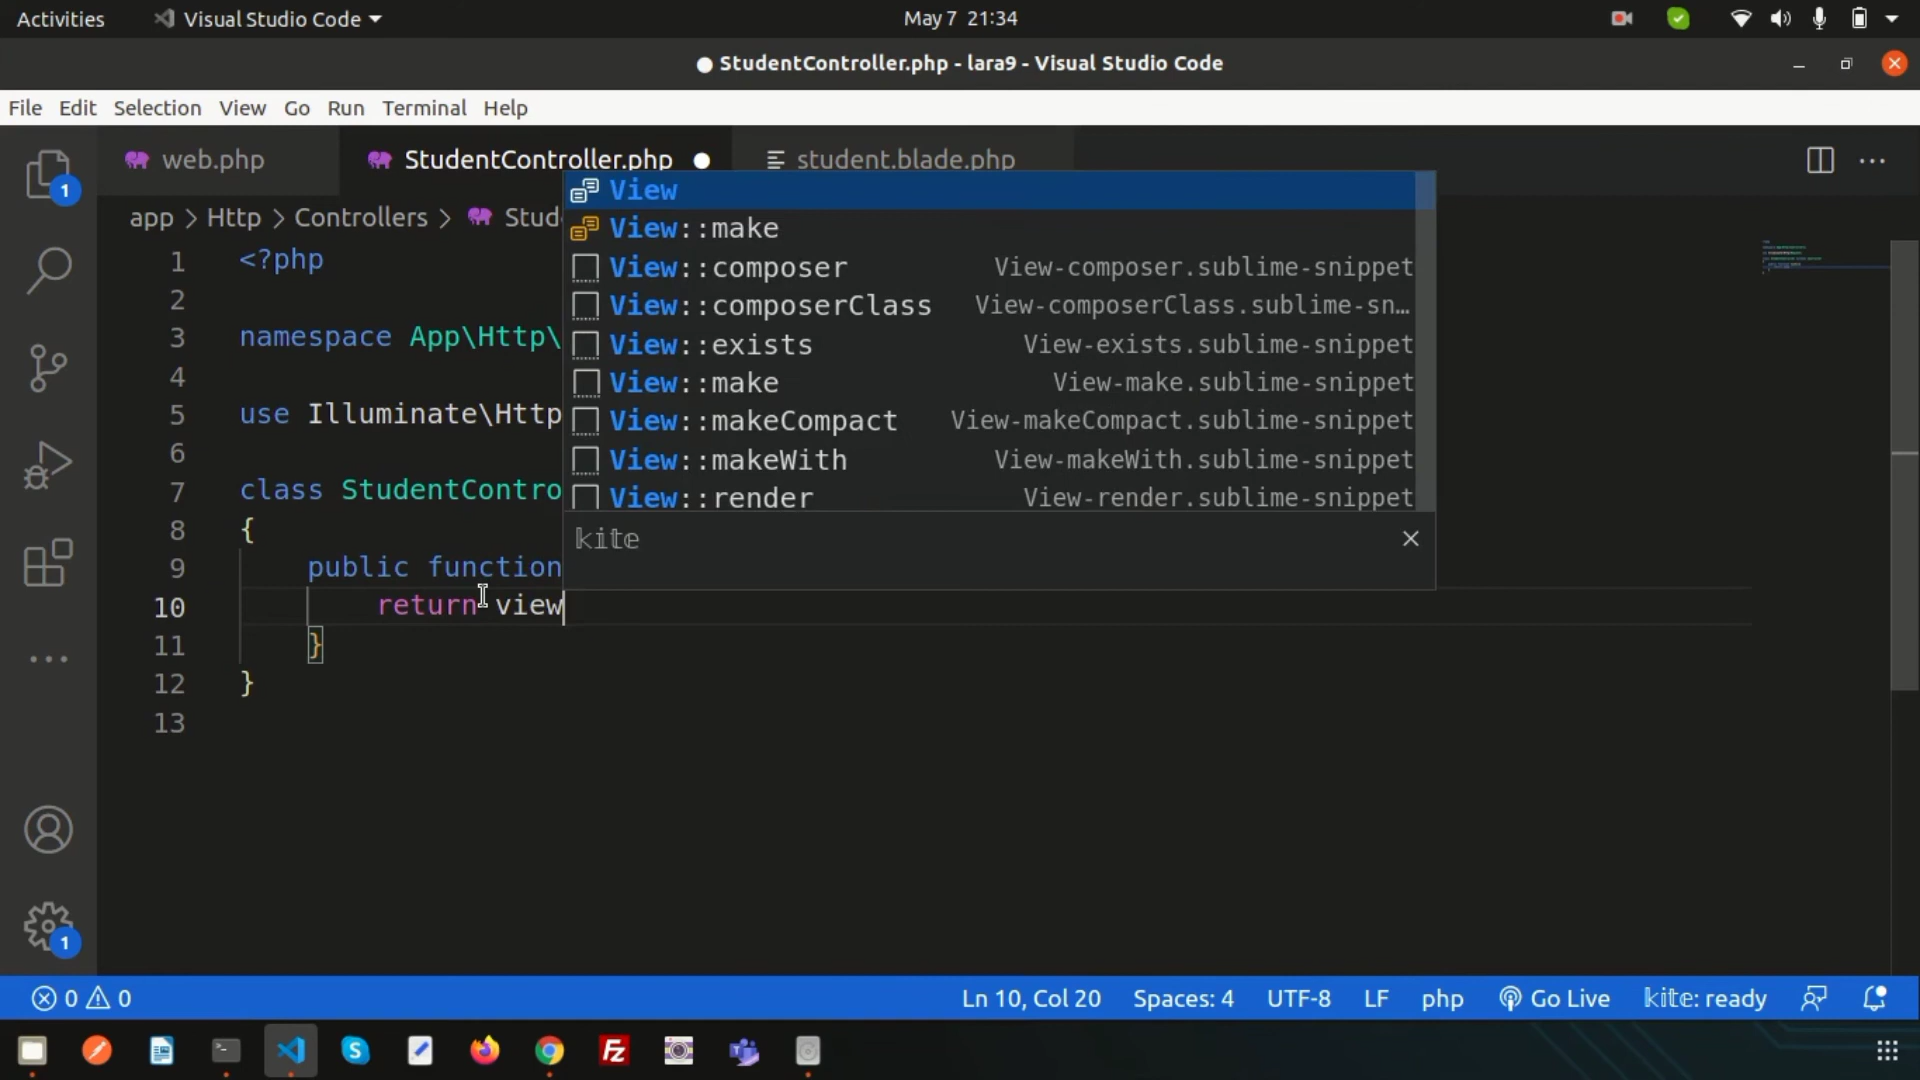 Activities Visual Studio Code May 7 21:34
StudentController.php - lara9 - Visual Studio Code
File Edit Selection View Go Run Terminal Help
1 web.php StudentController.php student.blade.php
app > Http > Controllers > Stud
View
View::make
View::composer View-composer.sublime-snippet
View::composerClass View-composerClass.sublime-sn…
View::exists View-exists.sublime-snippet
View::make View-make.sublime-snippet
View::makeCompact View-makeCompact.sublime-snippet
View::makeWith View-makeWith.sublime-snippet
View::render View-render.sublime-snippet
kite
1 <?php
2
3 namespace App\Http\
4
5 use Illuminate\Http
6
7 class StudentContro
8 {
9 public function
10 return view
11 }
12 }
13
1
0 0 Ln 10, Col 20 Spaces: 4 UTF-8 LF php Go Live kite: ready